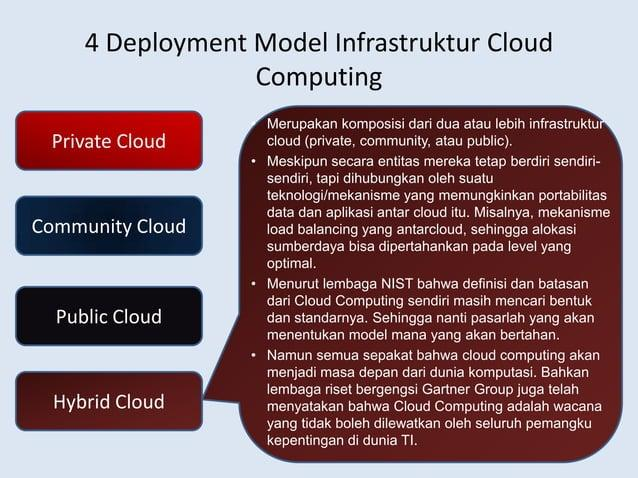 4 Deployment Model Infrastruktur Cloud
Computing
Private Cloud
Community Cloud
Public Cloud
Hybrid Cloud
Merupakan komposisi dari dua atau lebih infrastruktur
cloud (private, community, atau public).
• Meskipun secara entitas mereka tetap berdiri sendiri-
sendiri, tapi dihubungkan oleh suatu
teknologi/mekanisme yang memungkinkan portabilitas
data dan aplikasi antar cloud itu. Misalnya, mekanisme
load balancing yang antarcloud, sehingga alokasi
sumberdaya bisa dipertahankan pada level yang
optimal.
• Menurut lembaga NIST bahwa definisi dan batasan
dari Cloud Computing sendiri masih mencari bentuk
dan standarnya. Sehingga nanti pasarlah yang akan
menentukan model mana yang akan bertahan.
• Namun semua sepakat bahwa cloud computing akan
menjadi masa depan dari dunia komputasi. Bahkan
lembaga riset bergengsi Gartner Group juga telah
menyatakan bahwa Cloud Computing adalah wacana
yang tidak boleh dilewatkan oleh seluruh pemangku
kepentingan di dunia TI.